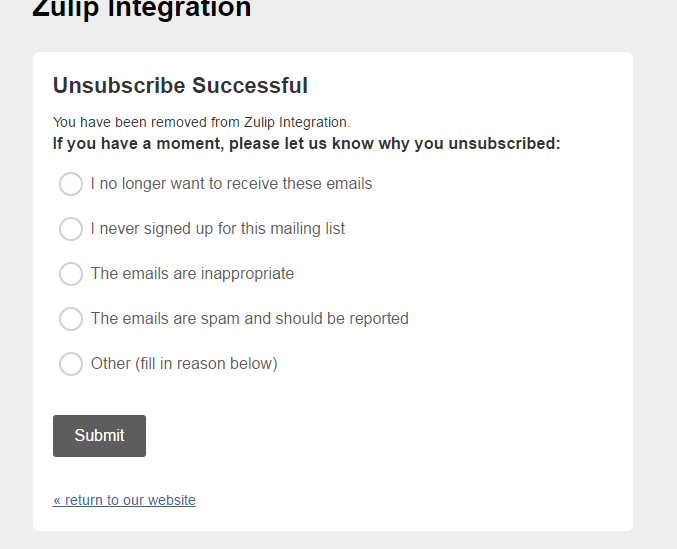 Zulip Integration
Unsubscribe Successful
You have been removed from Zulip Integration.
If you have a moment, please let us know why you unsubscribed:
I no longer want to receive these emails
I never signed up for this mailing list
The emails are inappropriate
The emails are spam and should be reported
Other (fill in reason below)
Submit
« return to our website